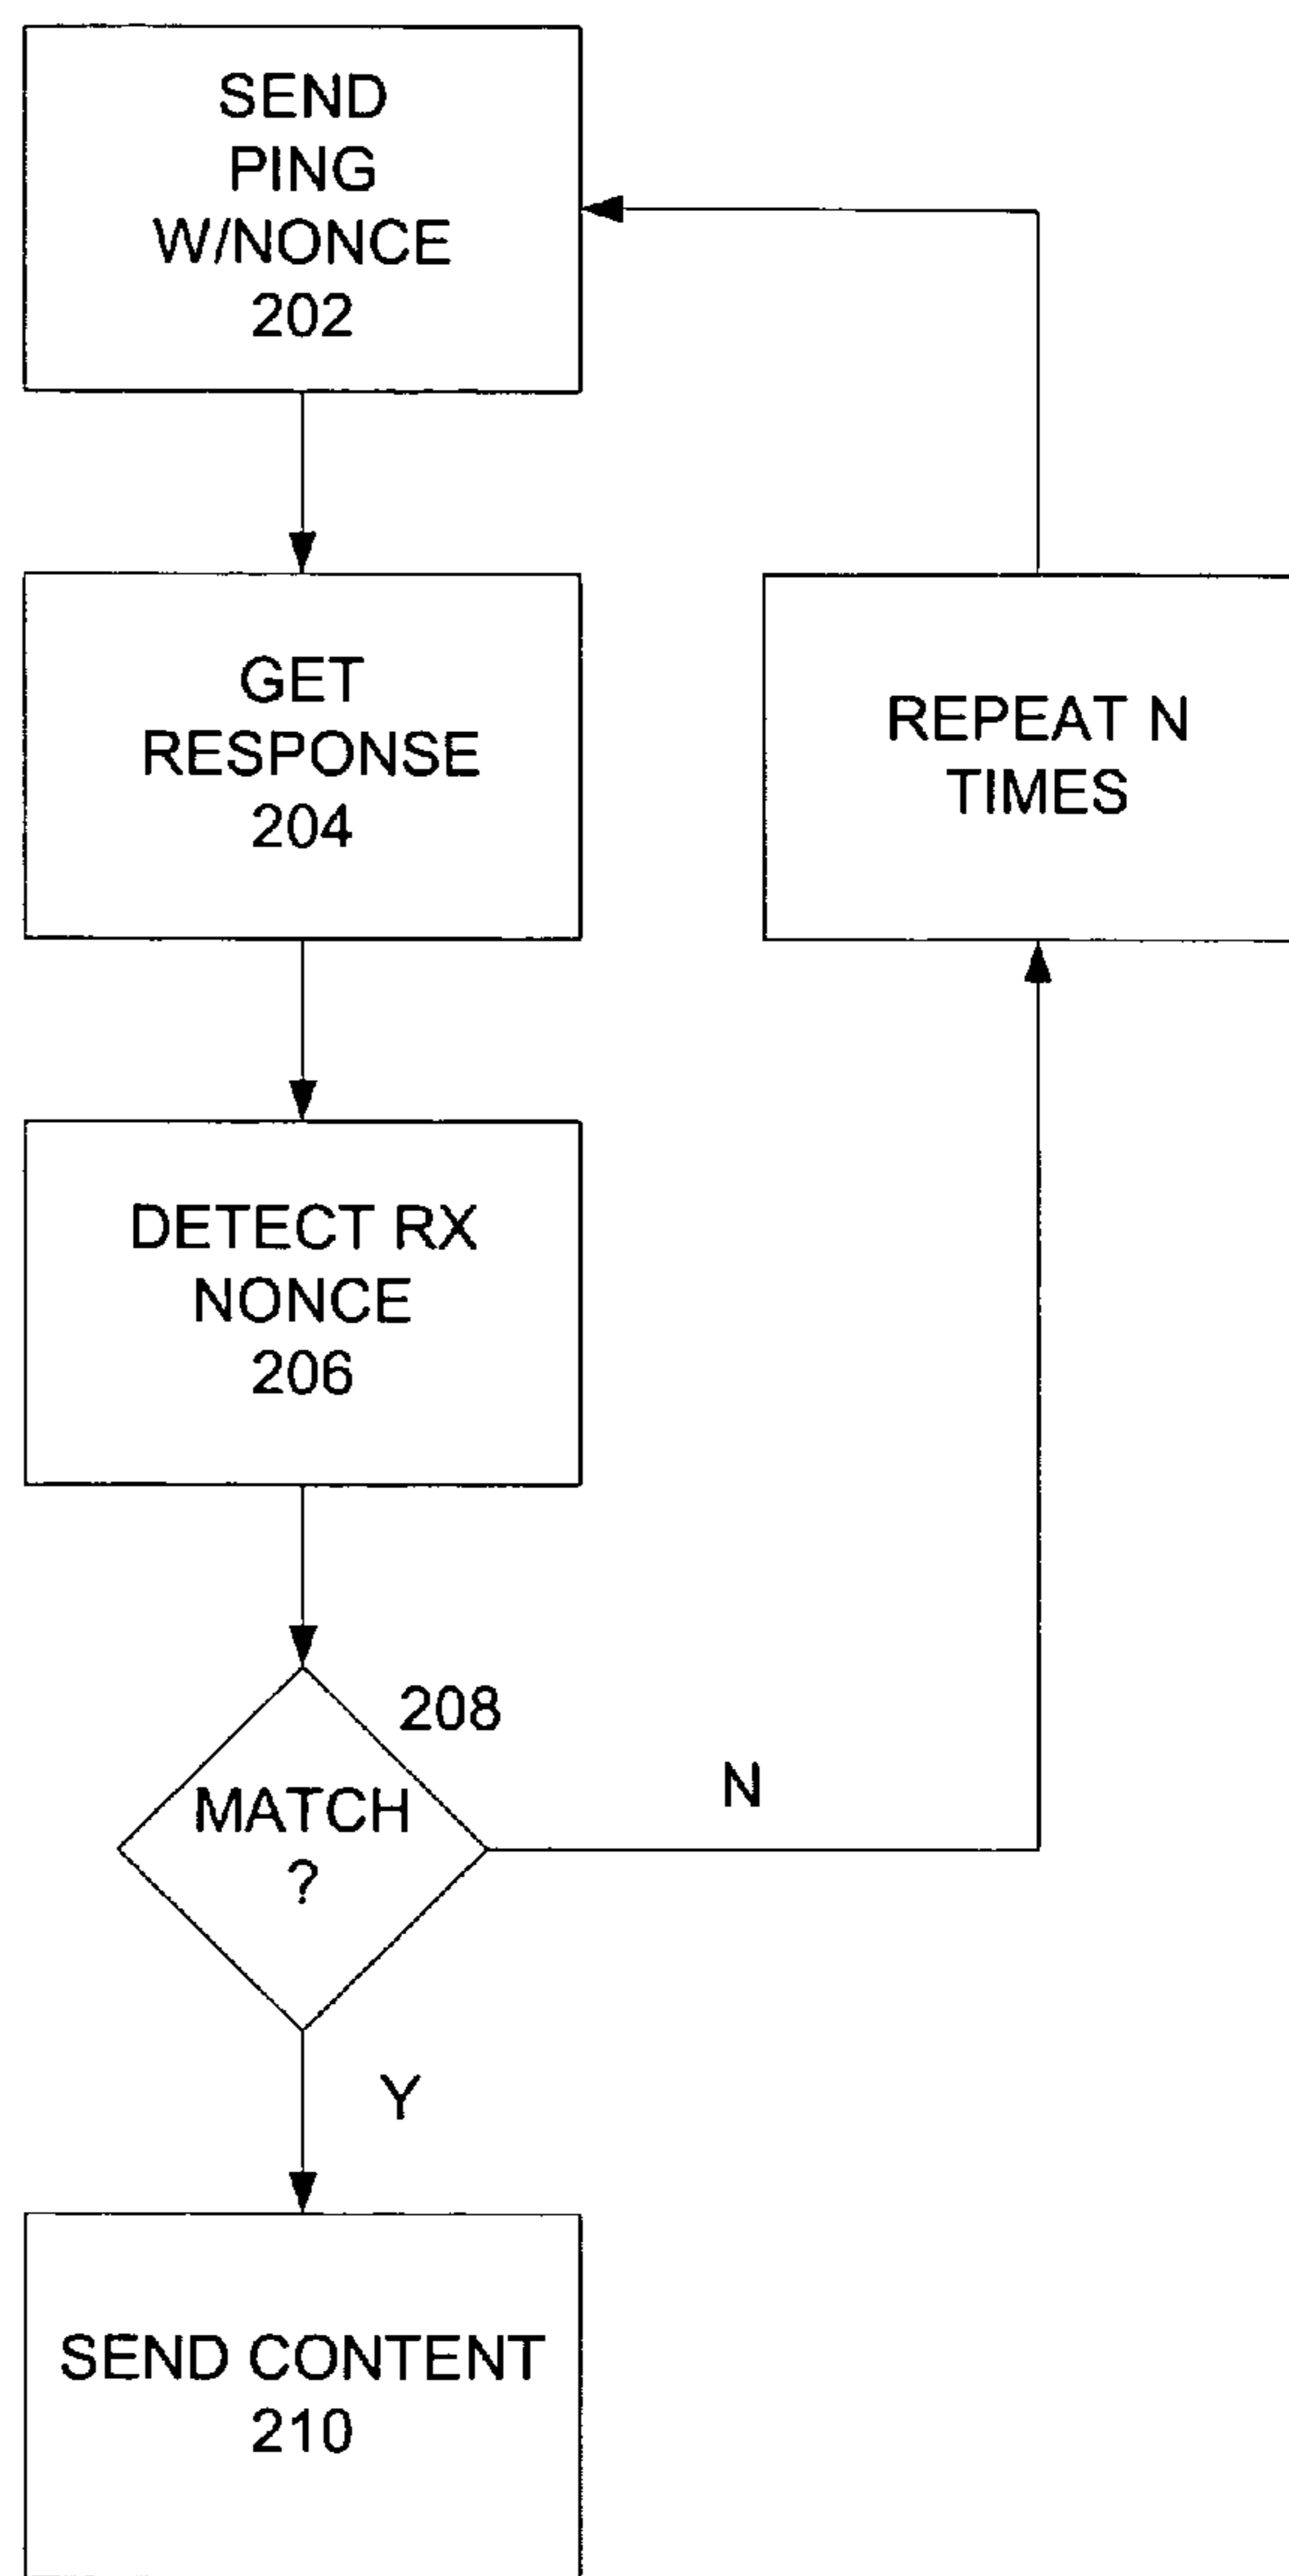 SEND
PING
W/NONCE
202
GET
RESPONSE
204
REPEAT N
TIMES
DETECT RX
NONCE
206
208
MATCH
?
N
Y
SEND CONTENT
210